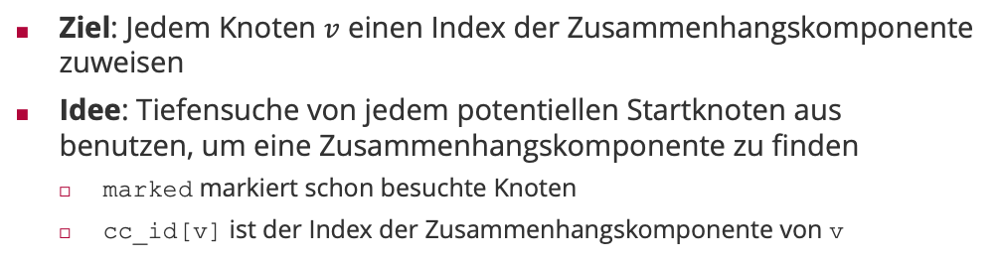 Ziel: Jedem Knoten v einen Index der Zusammenhangskomponente
zuweisen
Idee: Tiefensuche von jedem potentiellen Startknoten aus
benutzen, um eine Zusammenhangskomponente zu finden
marked markiert schon besuchte Knoten
cc_id[v] ist der Index der Zusammenhangskomponente von v